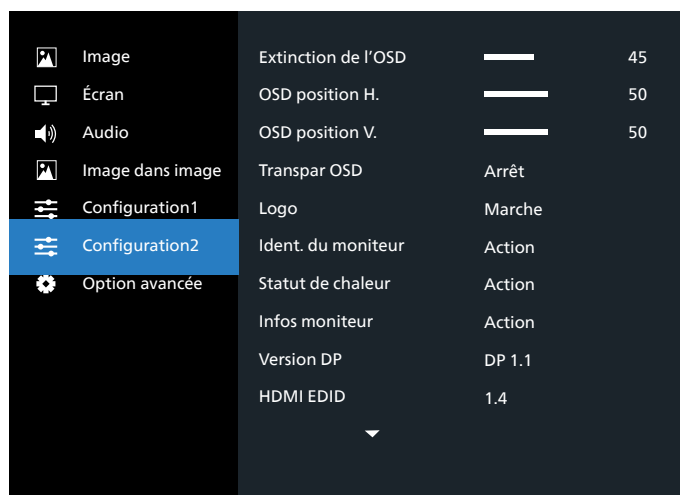 Image
Écran
Audio
Image dans image
Configuration1
Configuration2
Option avancée
Extinction de l’OSD 45
OSD position H. 50
OSD position V. 50
Transpar OSD Arrêt
Logo Marche
Ident. du moniteur Action
Statut de chaleur Action
Infos moniteur Action
Version DP DP 1.1
HDMI EDID 1.4